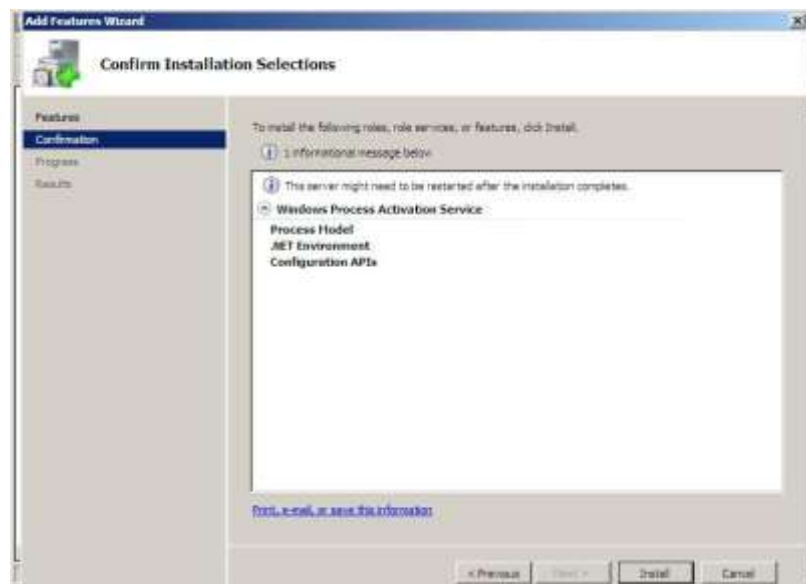 Add Features Wizard
Confirm Installation Selections
Features
Confirmation
Progress
Results
To install the following roles, role services, or features, click Install.
1 informational message below
This server might need to be restarted after the installation completes.
Windows Process Activation Service
Process Model
.NET Environment
Configuration APIs
Print, e-mail, or save this information
< Previous
Next >
Install
Cancel